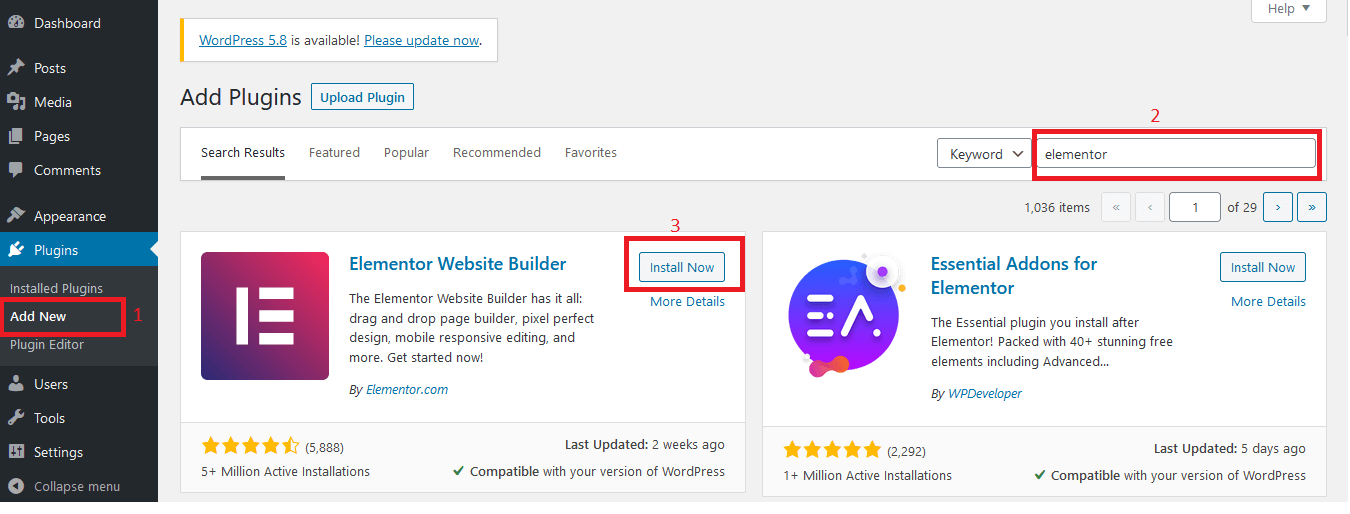 Dashboard
Posts
Media
Pages
Comments
Appearance
Plugins
Installed Plugins
Add New
1
Plugin Editor
Users
Tools
Settings
Collapse menu
Help
WordPress 5.8 is available! Please update now.
Add Plugins
Upload Plugin
2
Search Results
Featured
Popular
Recommended
Favorites
Keyword
elementor
1,036 items
«
‹
1
of 29
›
»
3
Elementor Website Builder
Install Now
More Details
The Elementor Website Builder has it all:
drag and drop page builder, pixel perfect
design, mobile responsive editing, and
more. Get started now!
By Elementor.com
(5,888)
Last Updated: 2 weeks ago
5+ Million Active Installations
Compatible with your version of WordPress
EA
Essential Addons for
Elementor
Install Now
More Details
The Essential plugin you install after
Elementor! Packed with 40+ stunning free
elements including Advanced...
By WPDeveloper
(2,292)
Last Updated: 5 days ago
1+ Million Active Installations
Compatible with your version of WordPress